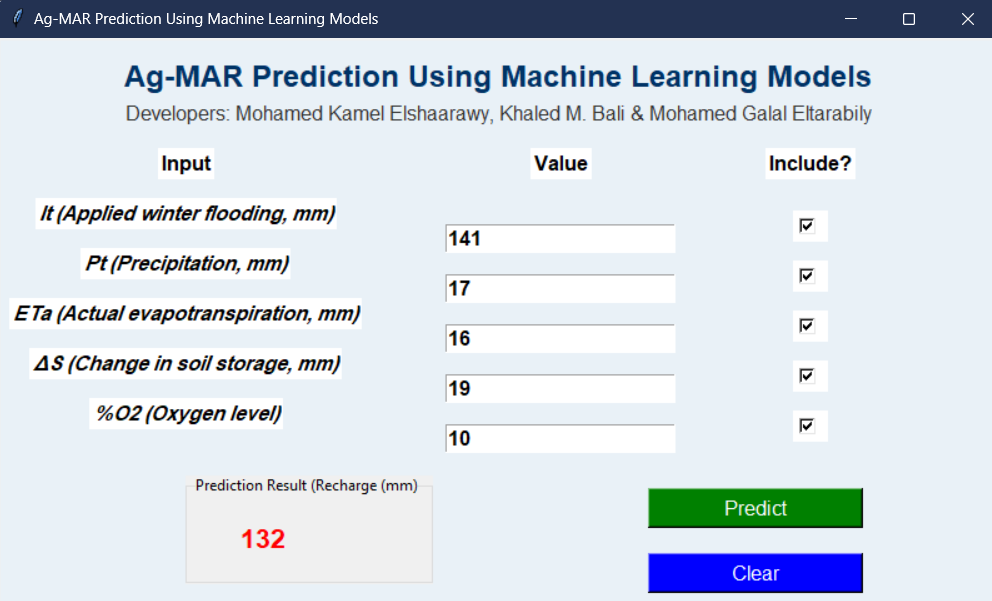 Ag-MAR Prediction Using Machine Learning Models
Ag-MAR Prediction Using Machine Learning Models
Developers: Mohamed Kamel Elshaarawy, Khaled M. Bali & Mohamed Galal Eltarabily
Input Value Include?
It (Applied winter flooding, mm)
141
Pt (Precipitation, mm)
17
ETa (Actual evapotranspiration, mm)
16
ΔS (Change in soil storage, mm)
19
%O2 (Oxygen level)
10
Prediction Result (Recharge (mm)
132
Predict
Clear